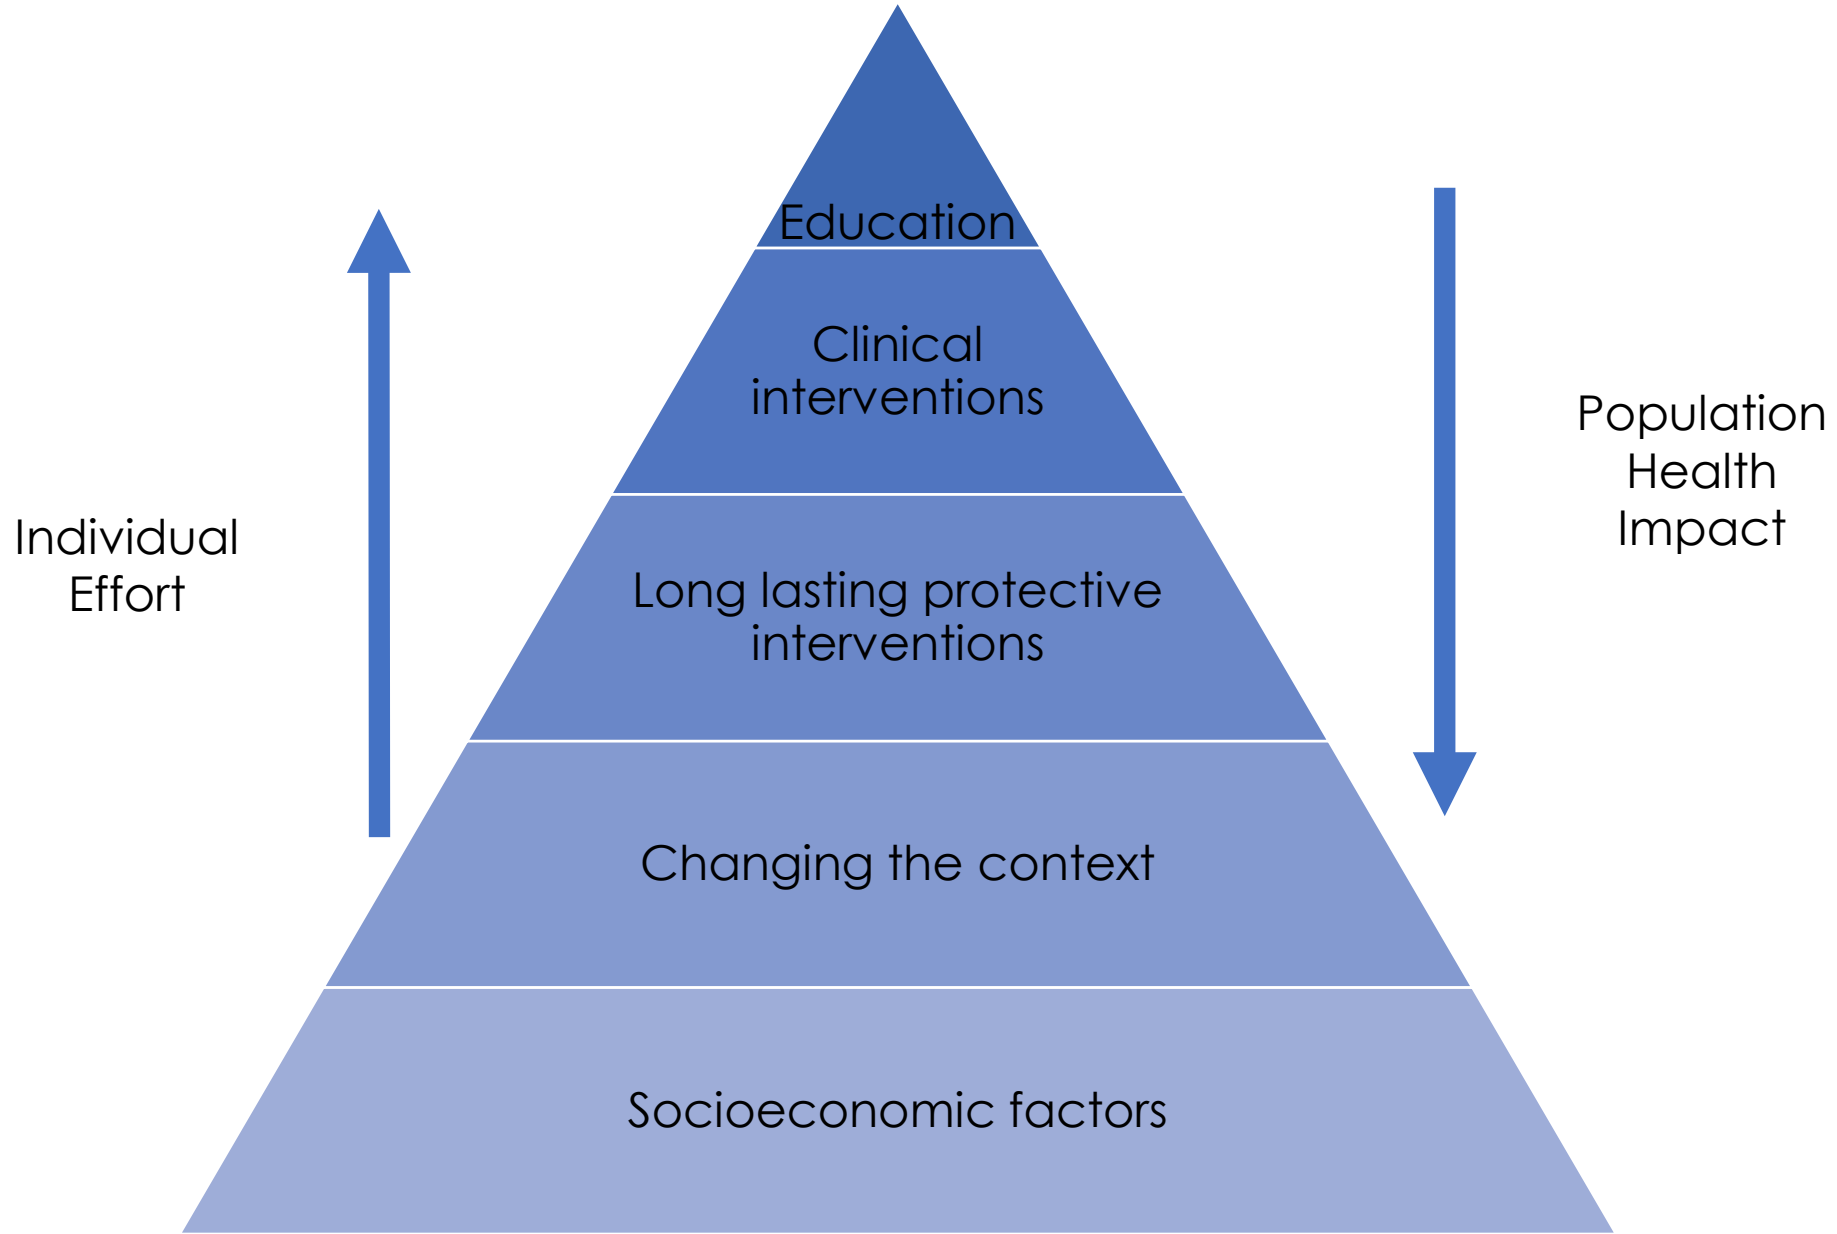 Education
Clinical
interventions
Long lasting protective
interventions
Changing the context
Socioeconomic factors
Individual
Effort
Population
Health
Impact